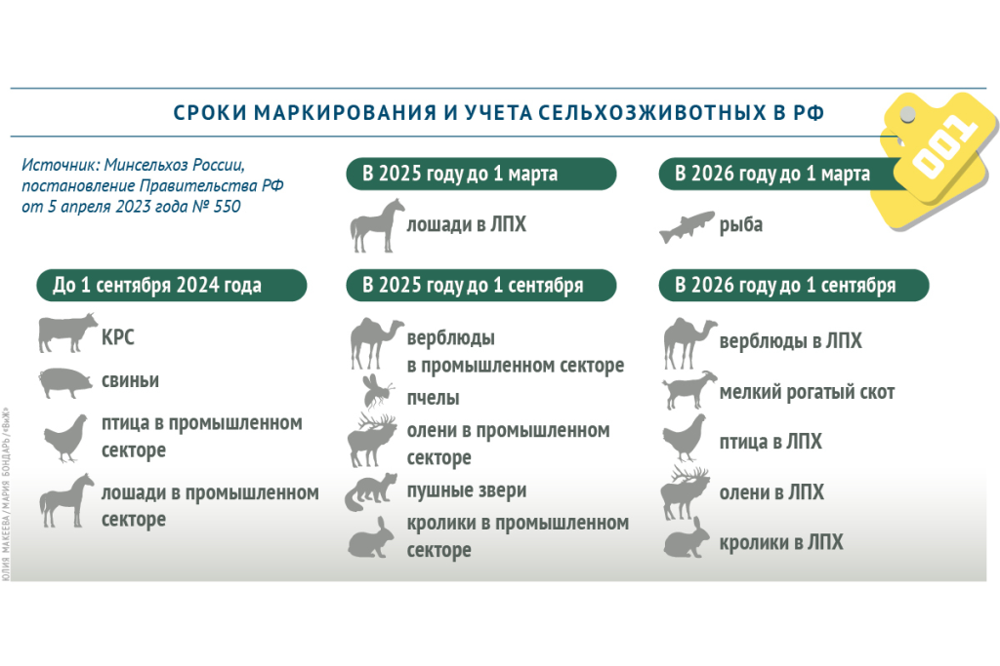 СРОКИ МАРКИРОВАНИЯ И УЧЕТА СЕЛЬХОЗЖИВОТНЫХ В РФ
001
Источник: Минсельхоз России,
постановление Правительства РФ
от 5 апреля 2023 года № 550
До 1 сентября 2024 года
КРС
свиньи
птица в промышленном
секторе
лошади в промышленном
секторе
В 2025 году до 1 марта
лошади в ЛПХ
В 2025 году до 1 сентября
верблюды
в промышленном секторе
пчелы
олени в промышленном
секторе
пушные звери
кролики в промышленном
секторе
В 2026 году до 1 марта
рыба
В 2026 году до 1 сентября
верблюды в ЛПХ
мелкий рогатый скот
птица в ЛПХ
олени в ЛПХ
кролики в ЛПХ
ЮЛИЯ МАКЕЕВА / МАРИЯ БОНДАРЬ / «ВиЖ»